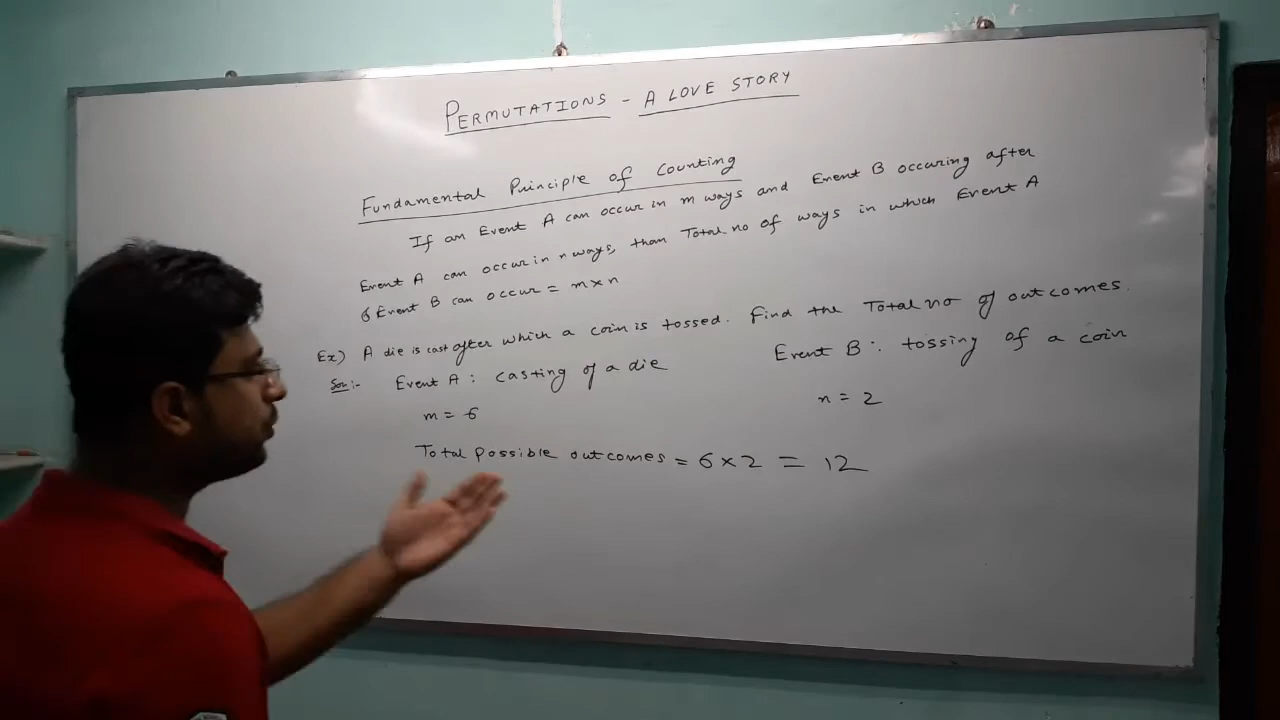 PERMUTATIONS - A LOVE STORY
Fundamental Principle of Counting
If an Event A can occur in m ways and Event B occuring after
Event A can occur in n ways, than Total no of ways in which Event A
& Event B can occur = m×n
Ex) A die is cast after which a coin is tossed. Find the Total no of outcomes.
Son:- Event A: casting of a die Event B: tossing of a coin
m = 6 n = 2
Total possible outcomes = 6×2 = 12